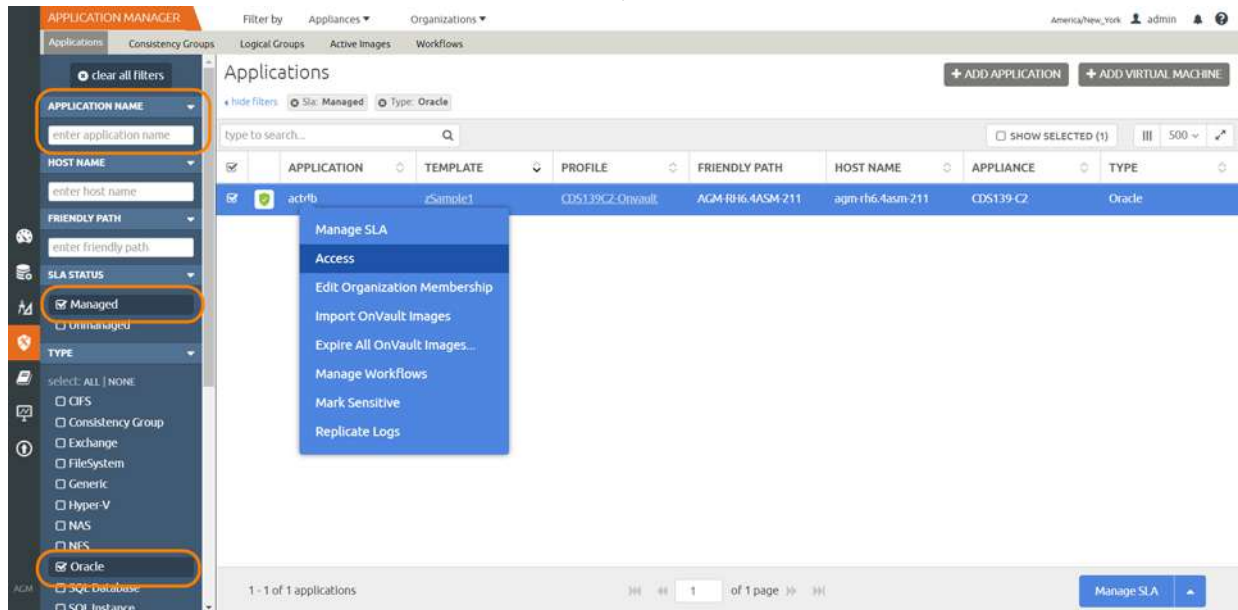 APPLICATION MANAGER
Filter by Appliances Organizations
America/New_York admin
Applications Consistency Groups Logical Groups Active Images Workflows
clear all filters
APPLICATION NAME
enter application name
HOST NAME
enter host name
FRIENDLY PATH
enter friendly path
SLA STATUS
Managed
Unmanaged
TYPE
select: ALL | NONE
CIFS
Consistency Group
Exchange
FileSystem
Generic
Hyper-V
NAS
NFS
Oracle
SQL Database
SQL Instance
AGM
Applications
+ ADD APPLICATION + ADD VIRTUAL MACHINE
hide filters Sla: Managed Type: Oracle
type to search... SHOW SELECTED (1) 500
APPLICATION TEMPLATE PROFILE FRIENDLY PATH HOST NAME APPLIANCE TYPE
actdb zSample1 CDS139C2-Onvault AGM-RH6.4ASM-211 agm-rh6.4asm-211 CDS139-C2 Oracle
Manage SLA
Access
Edit Organization Membership
Import OnVault Images
Expire All OnVault Images...
Manage Workflows
Mark Sensitive
Replicate Logs
1 - 1 of 1 applications 1 of 1 page Manage SLA